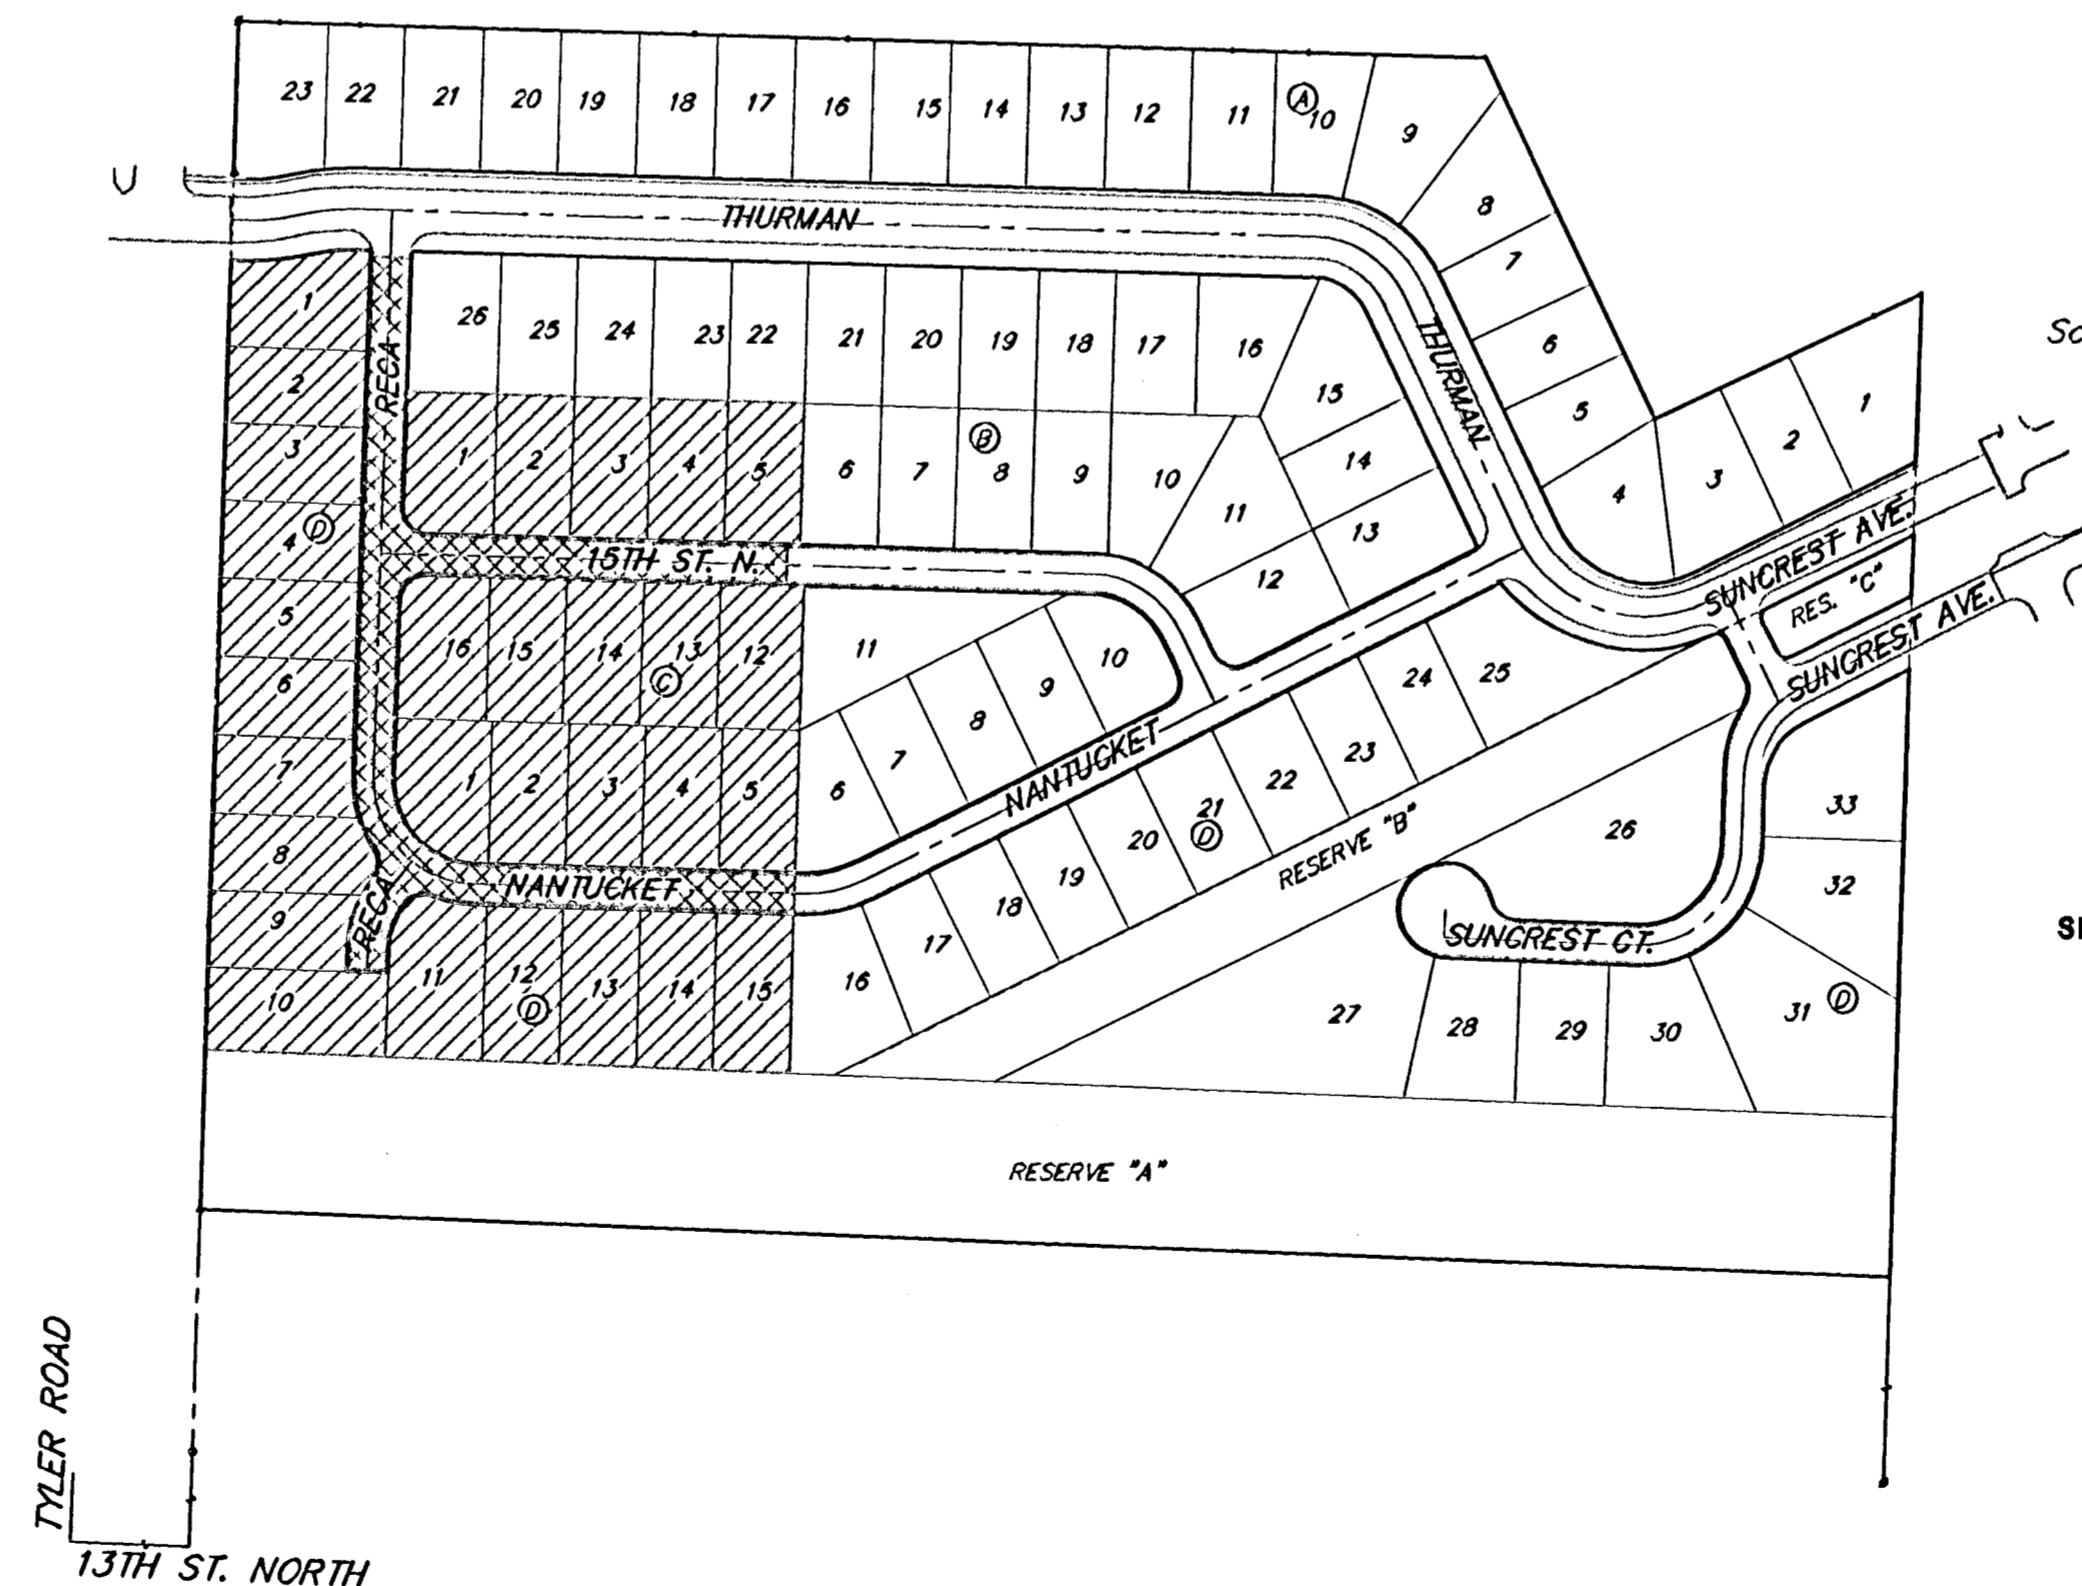 23 22 21 20 19 18 17 16 15 14 13 12 11 A 10 9
8
7
6
5
4 3 2 1
U
THURMAN
THURMAN
So
1
2
3
4 D
5
6
7
8
9
10
RECA
26 25 24 23 22 21 20 19 18 17 16 15
14
13
1 2 3 4 5 6 7 B 8 9 10 11 12
15TH ST. N.
SUNCREST AVE.
RES. "C"
SUNCREST AVE.
16 15 14 13 C 12 11 10
9
8
7
6
1 2 3 4 5
NANTUCKET
NANTUCKET
RECA
25
24
23
22
21 D
20
19
18
17
16
RESERVE "B"
26
33
32
SUNCREST CT.
SI
11 12 D 13 14 15
27 28 29 30 31 D
RESERVE "A"
TYLER ROAD
13TH ST. NORTH